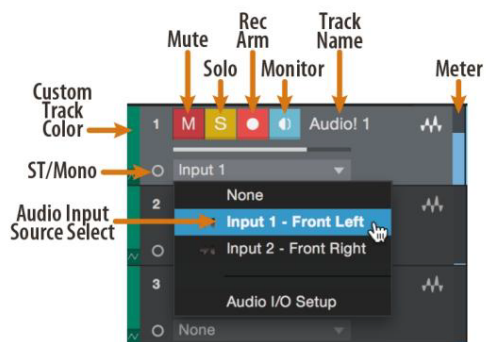 Mute
Rec
Arm
Track
Name
Solo
Monitor
Meter
Custom
Track
Color
1 M S Audio! 1
ST/Mono
Input 1
None
2
Audio Input
Source Select
Input 1 - Front Left
Input 2 - Front Right
3
Audio I/O Setup
None